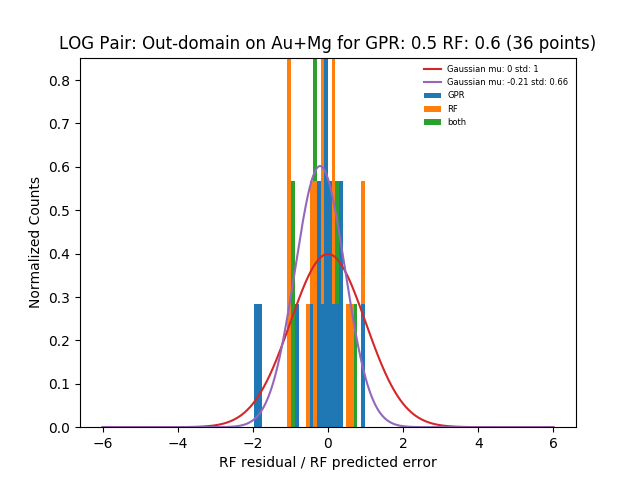 LOG Pair: Out-domain on Au+Mg for GPR: 0.5 RF: 0.6 (36 points)
Gaussian mu: 0 std: 1
Gaussian mu: -0.21 std: 0.66
GPR
RF
both
0.8
0.7
0.6
0.5
0.4
0.3
0.2
0.1
0.0
Normalized Counts
−6 −4 −2 0 2 4 6
RF residual / RF predicted error